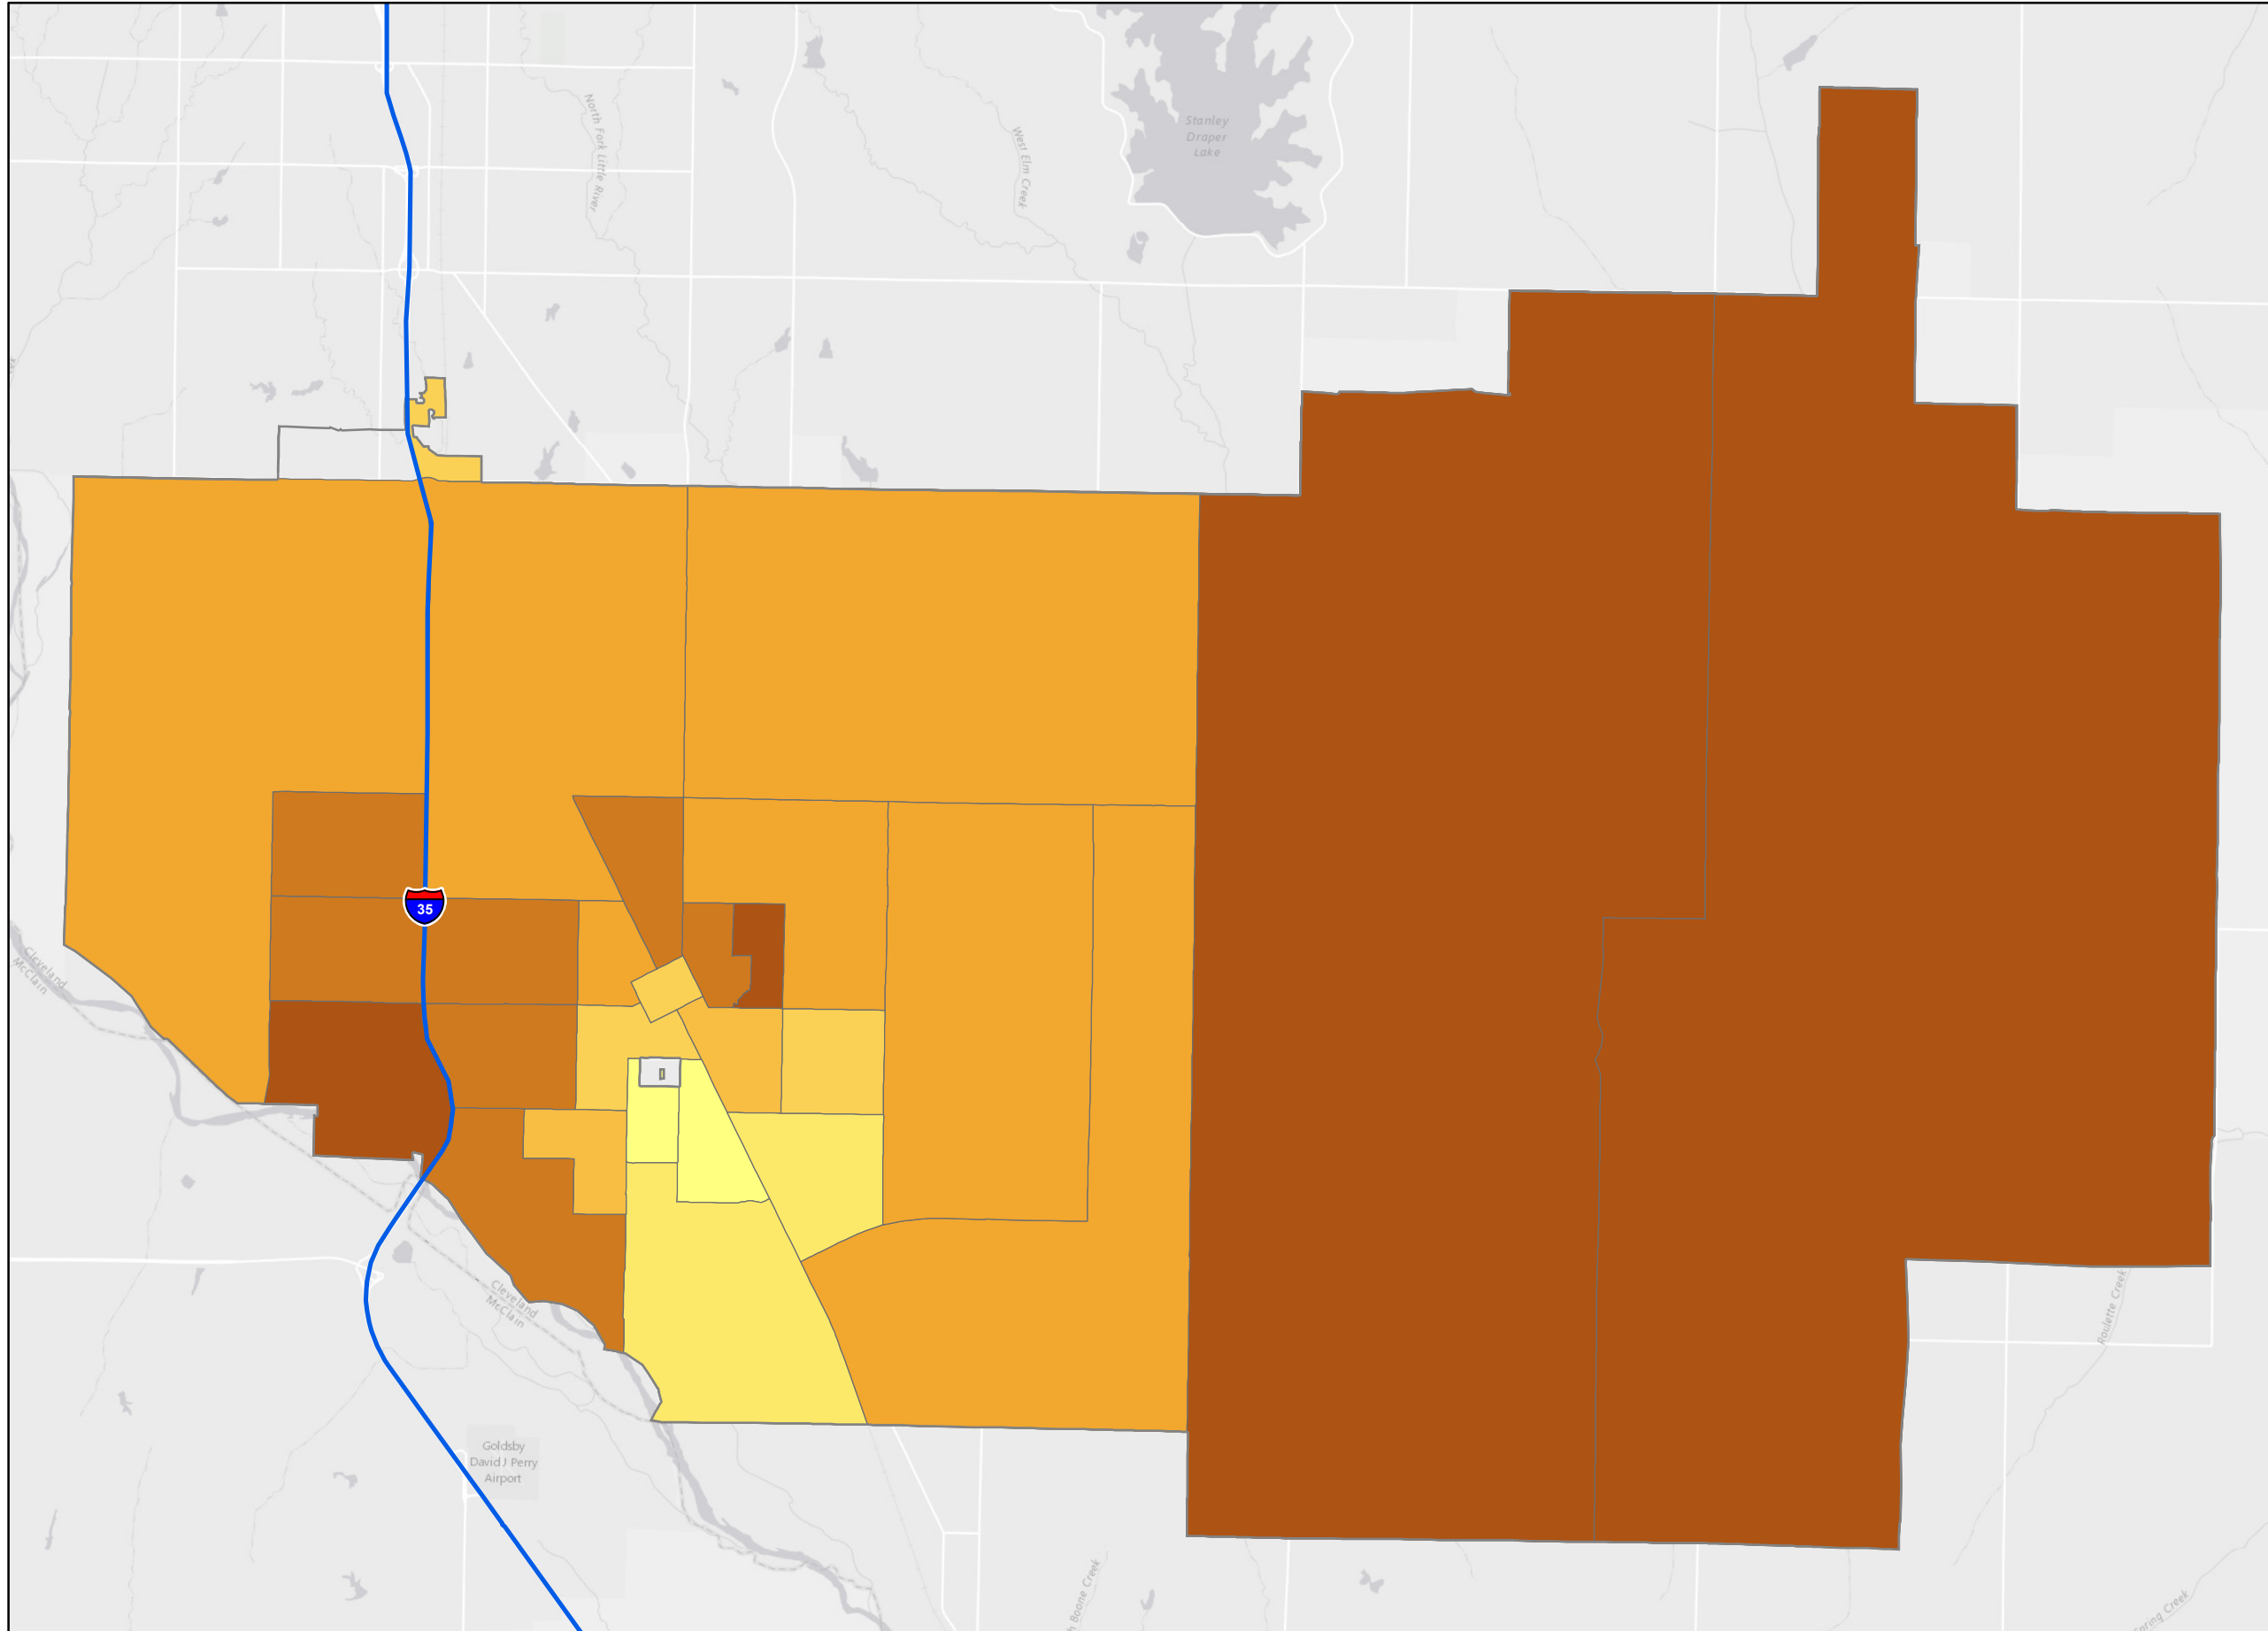 North Fork Little River
West Elm Creek
Stanley
Draper
Lake
35
Cleveland
McClain
Cleveland
McClain
Roulette Creek
Goldsby
David J Perry
Airport
Boone Creek
Creek